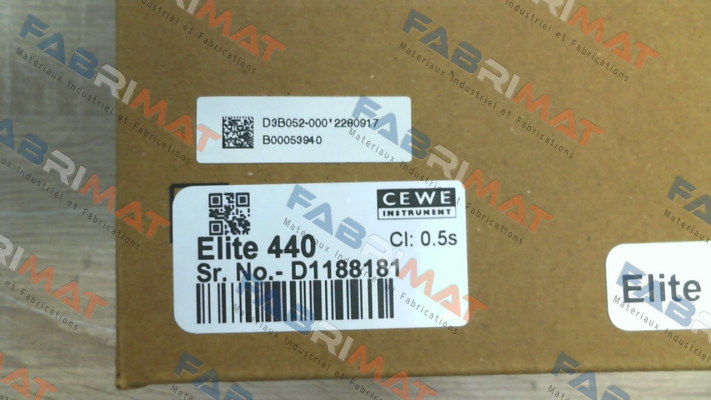 D3B052-000*2280917
B00053940
CEWE
INSTRUMENT
Elite 440
Cl: 0.5s
Sr. No.- D1188181
Elite
FABRIMAT
Materiaux Industriel et Fabrications